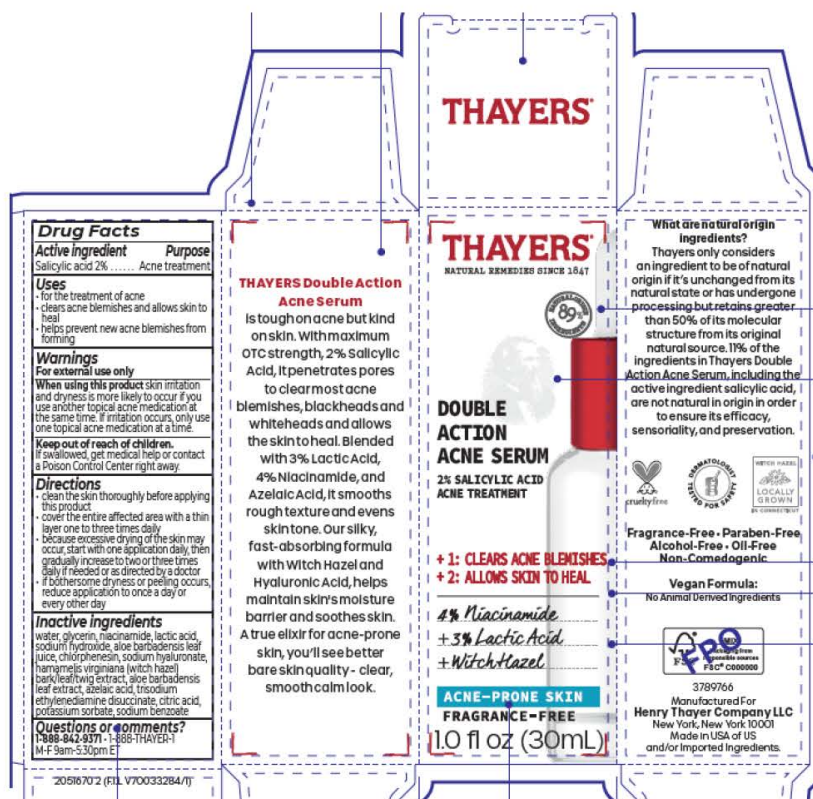 THAYERS®
Drug Facts
Active ingredient Purpose
Salicylic acid 2% ...... Acne treatment
Uses
• for the treatment of acne
• clears acne blemishes and allows skin to
heal
• helps prevent new acne blemishes from
forming
Warnings
For external use only
When using this product skin irritation
and dryness is more likely to occur if you
use another topical acne medication at
the same time. If irritation occurs, only use
one topical acne medication at a time.
Keep out of reach of children.
If swallowed, get medical help or contact
a Poison Control Center right away.
Directions
• clean the skin thoroughly before applying
this product
• cover the entire affected area with a thin
layer one to three times daily
• because excessive drying of the skin may
occur, start with one application daily, then
gradually increase to two or three times
daily if needed or as directed by a doctor
• if bothersome dryness or peeling occurs,
reduce application to once a day or
every other day
Inactive ingredients
water, glycerin, niacinamide, lactic acid,
sodium hydroxide, aloe barbadensis leaf
juice, chlorphenesin, sodium hyaluronate,
hamamelis virginiana (witch hazel)
bark/leaf/twig extract, aloe barbadensis
leaf extract, azelaic acid, trisodium
ethylenediamine disuccinate, citric acid,
potassium sorbate, sodium benzoate
Questions or comments?
1-888-842-9371 • 1-888-THAYER-1
M-F 9am-5:30pm ET
2051670 2 (F.I.L V70033284/1)
THAYERS Double Action
Acne Serum
is tough on acne but kind
on skin. With maximum
OTC strength, 2% Salicylic
Acid, it penetrates pores
to clear most acne
blemishes, blackheads and
whiteheads and allows
the skin to heal. Blended
with 3% Lactic Acid,
4% Niacinamide, and
Azelaic Acid, it smooths
rough texture and evens
skin tone. Our silky,
fast-absorbing formula
with Witch Hazel and
Hyaluronic Acid, helps
maintain skin's moisture
barrier and soothes skin.
A true elixir for acne-prone
skin, you'll see better
bare skin quality - clear,
smooth calm look.
THAYERS®
NATURAL REMEDIES SINCE 1847
NATURAL ORIGIN
89%
INGREDIENTS
DOUBLE
ACTION
ACNE SERUM
2% SALICYLIC ACID
ACNE TREATMENT
+ 1: CLEARS ACNE BLEMISHES
+ 2: ALLOWS SKIN TO HEAL
4% Niacinamide
+ 3% Lactic Acid
+ Witch Hazel
ACNE-PRONE SKIN
FRAGRANCE-FREE
1.0 fl oz (30mL)
What are natural origin
ingredients?
Thayers only considers
an ingredient to be of natural
origin if it's unchanged from its
natural state or has undergone
processing but retains greater
than 50% of its molecular
structure from its original
natural source. 11% of the
ingredients in Thayers Double
Action Acne Serum, including the
active ingredient salicylic acid,
are not natural in origin in order
to ensure its efficacy,
sensoriality, and preservation.
cruelty free
DERMATOLOGIST
TESTED FOR SAFETY
WITCH HAZEL
LOCALLY
GROWN
IN CONNECTICUT
Fragrance-Free • Paraben-Free
Alcohol-Free • Oil-Free
Non-Comedogenic
Vegan Formula:
No Animal Derived Ingredients
FPO
MIX
Packaging from
responsible sources
FSC® C000000
3789766
Manufactured For
Henry Thayer Company LLC
New York, New York 10001
Made in USA of US
and/or Imported Ingredients.